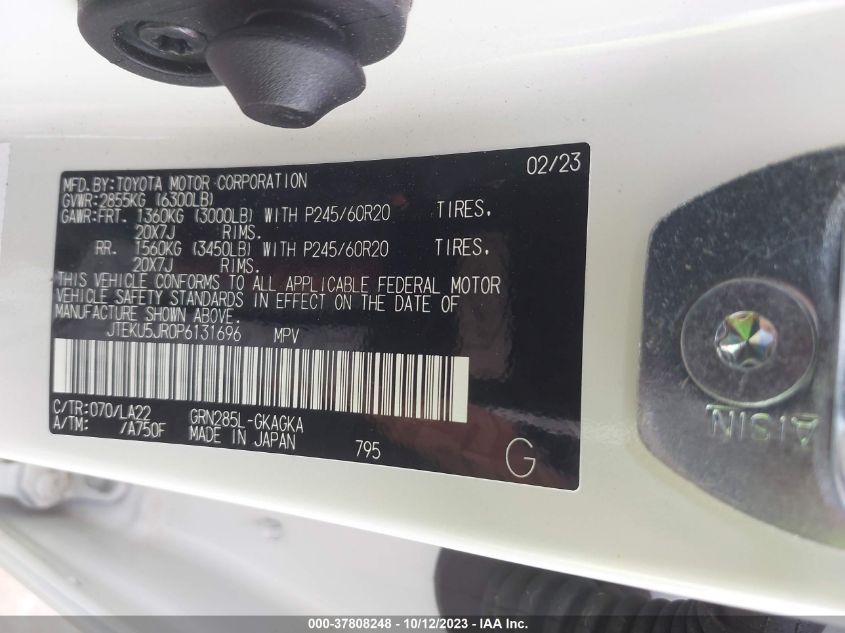 02/23
MFD.BY:TOYOTA MOTOR CORPORATION
GVWR:2855KG (6300LB)
GAWR:FRT. 1360KG (3000LB) WITH P245/60R20 TIRES,
20X7J RIMS.
RR. 1560KG (3450LB) WITH P245/60R20 TIRES,
20X7J RIMS.
THIS VEHICLE CONFORMS TO ALL APPLICABLE FEDERAL MOTOR
VEHICLE SAFETY STANDARDS IN EFFECT ON THE DATE OF
MANUFACTURE SHOWN ABOVE.
JTEKU5JR0P6131696 MPV
C/TR:070/LA22 GRN285L-GKAGKA
A/TM: /A750F MADE IN JAPAN 795
G
AISIN
000-37808248 - 10/12/2023 - IAA Inc.